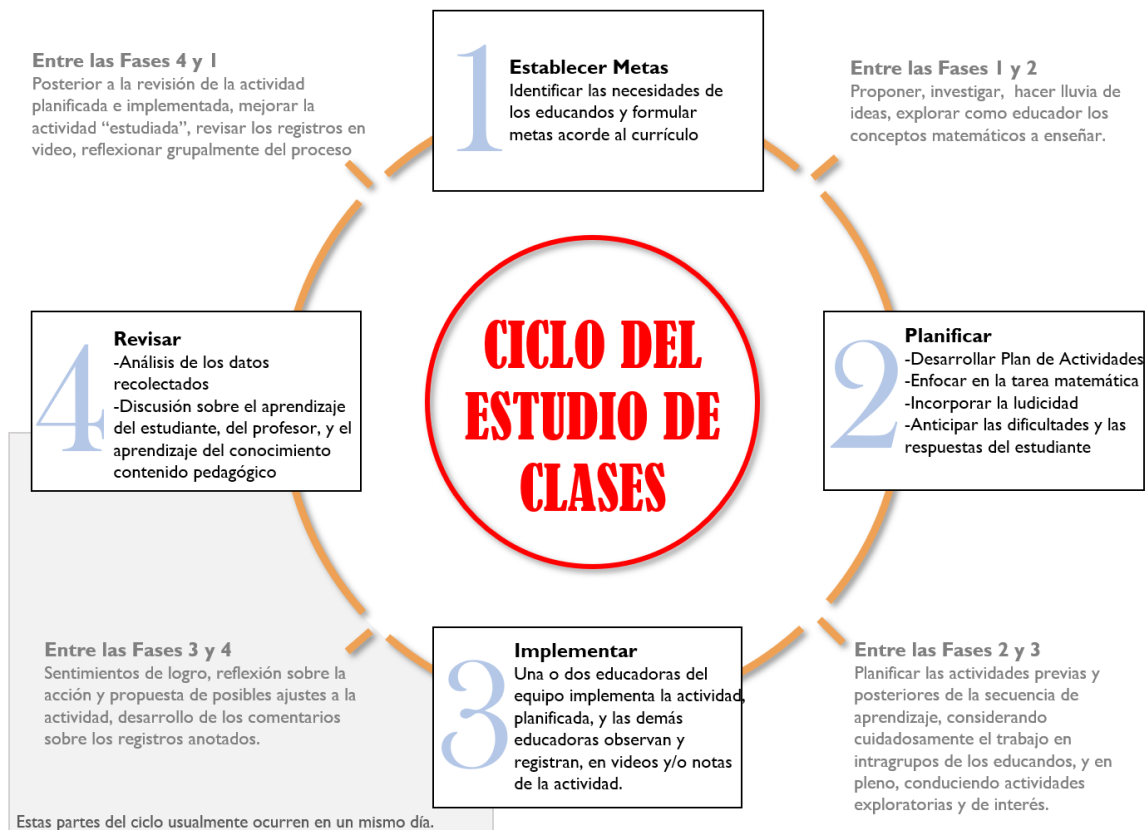 Entre las Fases 4 y 1
Posterior a la revisión de la actividad
planificada e implementada, mejorar la
actividad “estudiada”, revisar los registros en
video, reflexionar grupalmente del proceso
1
Establecer Metas
Identificar las necesidades de
los educandos y formular
metas acorde al currículo
Entre las Fases 1 y 2
Proponer, investigar, hacer lluvia de
ideas, explorar como educador los
conceptos matemáticos a enseñar.
4
Revisar
-Análisis de los datos
recolectados
-Discusión sobre el aprendizaje
del estudiante, del profesor, y el
aprendizaje del conocimiento
contenido pedagógico
CICLO DEL
ESTUDIO DE
CLASES
2
Planificar
-Desarrollar Plan de Actividades
-Enfocar en la tarea matemática
-Incorporar la ludicidad
-Anticipar las dificultades y las
respuestas del estudiante
Entre las Fases 3 y 4
Sentimientos de logro, reflexión sobre la
acción y propuesta de posibles ajustes a la
actividad, desarrollo de los comentarios
sobre los registros anotados.
3
Implementar
Una o dos educadoras del
equipo implementa la actividad,
planificada, y las demás
educadoras observan y
registran, en videos y/o notas
de la actividad.
Entre las Fases 2 y 3
Planificar las actividades previas y
posteriores de la secuencia de
aprendizaje, considerando
cuidadosamente el trabajo en
intragrupos de los educandos, y en
pleno, conduciendo actividades
exploratorias y de interés.
Estas partes del ciclo usualmente ocurren en un mismo día.